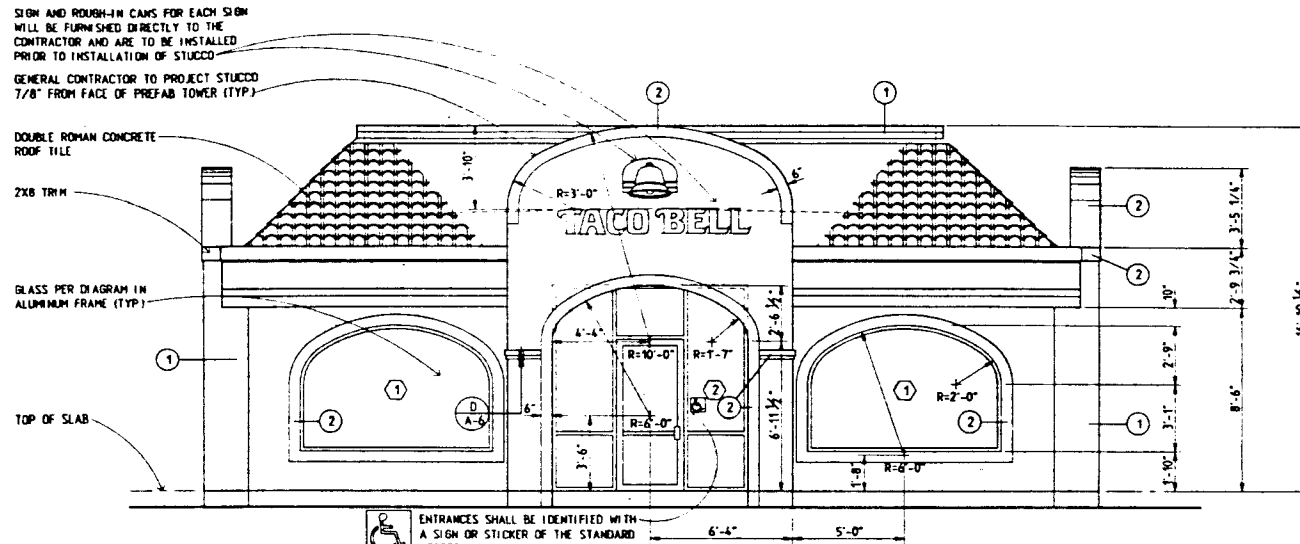 SIGN AND ROUGH-IN CANS FOR EACH SIGN
WILL BE FURNISHED DIRECTLY TO THE
CONTRACTOR AND ARE TO BE INSTALLED
PRIOR TO INSTALLATION OF STUCCO
GENERAL CONTRACTOR TO PROJECT STUCCO
7/8" FROM FACE OF PREFAB TOWER (TYP.)
DOUBLE ROMAN CONCRETE
ROOF TILE
2X8 TRIM
GLASS PER DIAGRAM IN
ALUMINUM FRAME (TYP.)
TOP OF SLAB
2
1
3'-10"
R=3'-0"
6"
TACO BELL
2
3'-5 1/4"
2'-9 3/4"
2
10"
2'-6 1/2"
4'-4"
R=10'-0"
R=1'-7"
2'-9"
8'-6"
1
1
2
1
R=2'-0"
2
D
A-6
6"
2
R=6'-0"
2
6'-11 1/2"
3'-1"
1
3'-6"
1'-8"
R=6'-0"
1'-10"
ENTRANCES SHALL BE IDENTIFIED WITH
A SIGN OR STICKER OF THE STANDARD
6'-4"
5'-0"